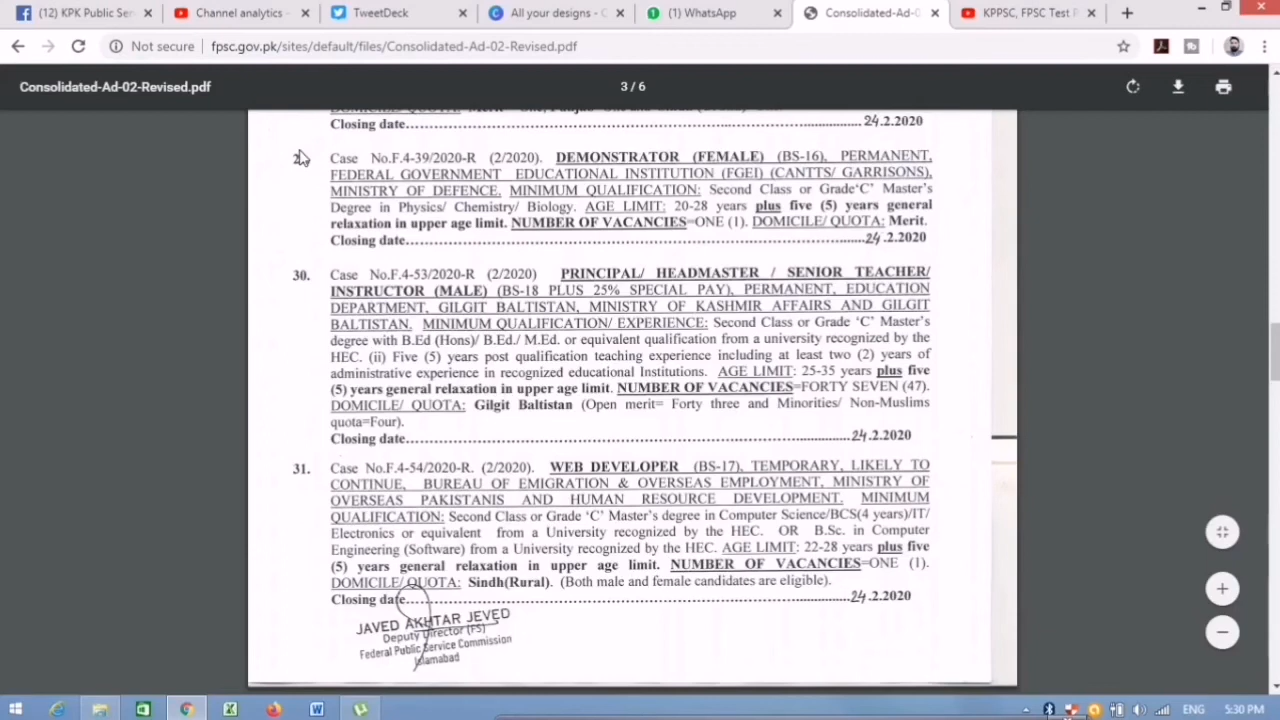 (12) KPK Public Ser
Channel analytics -
TweetDeck
All your designs - C
(1) WhatsApp
Consolidated-Ad-0
KPPSC, FPSC Test P
Not secure | fpsc.gov.pk/sites/default/files/Consolidated-Ad-02-Revised.pdf
Consolidated-Ad-02-Revised.pdf
3 / 6
Closing date 24.2.2020
Case No.F.4-39/2020-R (2/2020). DEMONSTRATOR (FEMALE) (BS-16), PERMANENT,
FEDERAL GOVERNMENT EDUCATIONAL INSTITUTION (FGEI) (CANTTS/ GARRISONS),
MINISTRY OF DEFENCE. MINIMUM QUALIFICATION: Second Class or Grade'C' Master's
Degree in Physics/ Chemistry/ Biology. AGE LIMIT: 20-28 years plus five (5) years general
relaxation in upper age limit. NUMBER OF VACANCIES=ONE (1). DOMICILE/ QUOTA: Merit.
Closing date 24.2.2020
30. Case No.F.4-53/2020-R (2/2020) PRINCIPAL/ HEADMASTER / SENIOR TEACHER/
INSTRUCTOR (MALE) (BS-18 PLUS 25% SPECIAL PAY), PERMANENT, EDUCATION
DEPARTMENT, GILGIT BALTISTAN, MINISTRY OF KASHMIR AFFAIRS AND GILGIT
BALTISTAN. MINIMUM QUALIFICATION/ EXPERIENCE: Second Class or Grade 'C' Master's
degree with B.Ed (Hons)/ B.Ed./ M.Ed. or equivalent qualification from a university recognized by the
HEC. (ii) Five (5) years post qualification teaching experience including at least two (2) years of
administrative experience in recognized educational Institutions. AGE LIMIT: 25-35 years plus five
(5) years general relaxation in upper age limit. NUMBER OF VACANCIES=FORTY SEVEN (47).
DOMICILE/ QUOTA: Gilgit Baltistan (Open merit= Forty three and Minorities/ Non-Muslims
quota=Four).
Closing date 24.2.2020
31. Case No.F.4-54/2020-R. (2/2020). WEB DEVELOPER (BS-17), TEMPORARY, LIKELY TO
CONTINUE, BUREAU OF EMIGRATION & OVERSEAS EMPLOYMENT, MINISTRY OF
OVERSEAS PAKISTANIS AND HUMAN RESOURCE DEVELOPMENT. MINIMUM
QUALIFICATION: Second Class or Grade 'C' Master's degree in Computer Science/BCS(4 years)/IT/
Electronics or equivalent from a University recognized by the HEC. OR B.Sc. in Computer
Engineering (Software) from a University recognized by the HEC. AGE LIMIT: 22-28 years plus five
(5) years general relaxation in upper age limit. NUMBER OF VACANCIES=ONE (1).
DOMICILE/ QUOTA: Sindh(Rural). (Both male and female candidates are eligible).
Closing date 24.2.2020
JAVED AKHTAR JEVED
Deputy Director (FS)
Federal Public Service Commission
Islamabad
ENG 5:30 PM